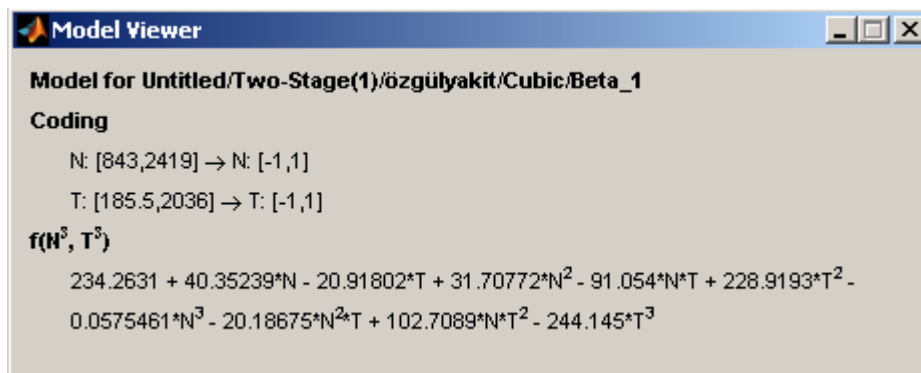 Model Viewer
Model for Untitled/Two-Stage(1)/özgülyakit/Cubic/Beta_1
Coding
N: [843,2419] → N: [-1,1]
T: [185.5,2036] → T: [-1,1]
f(N³, T³)
234.2631 + 40.35239*N - 20.91802*T + 31.70772*N² - 91.054*N*T + 228.9193*T² -
0.0575461*N³ - 20.18675*N²*T + 102.7089*N*T² - 244.145*T³